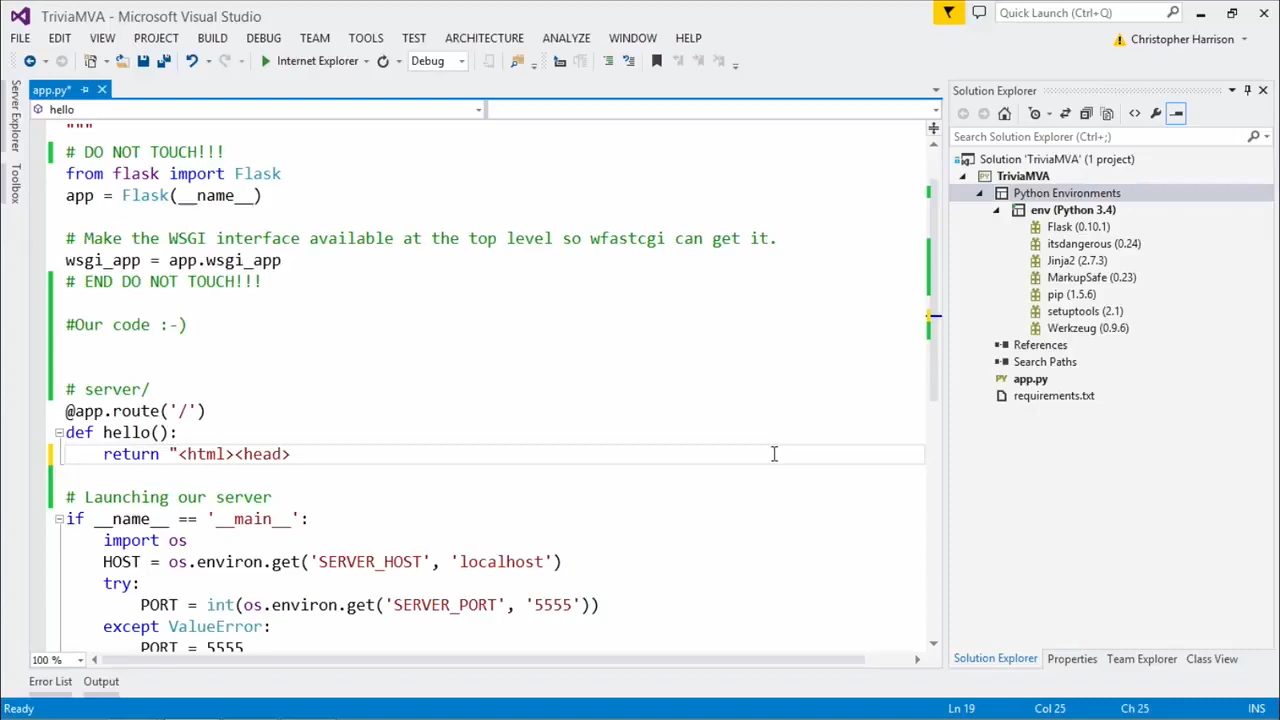 TriviaMVA - Microsoft Visual Studio
Quick Launch (Ctrl+Q)
FILE EDIT VIEW PROJECT BUILD DEBUG TEAM TOOLS TEST ARCHITECTURE ANALYZE WINDOW HELP
Christopher Harrison
Internet Explorer
Debug
Server Explorer
Toolbox
app.py*
hello
"""
# DO NOT TOUCH!!!
from flask import Flask
app = Flask(__name__)
# Make the WSGI interface available at the top level so wfastcgi can get it.
wsgi_app = app.wsgi_app
# END DO NOT TOUCH!!!
#Our code :-)
# server/
@app.route('/')
def hello():
return "<html><head>
# Launching our server
if __name__ == '__main__':
import os
HOST = os.environ.get('SERVER_HOST', 'localhost')
try:
PORT = int(os.environ.get('SERVER_PORT', '5555'))
except ValueError:
PORT = 5555
100 %
Solution Explorer
Search Solution Explorer (Ctrl+;)
Solution 'TriviaMVA' (1 project)
TriviaMVA
Python Environments
env (Python 3.4)
Flask (0.10.1)
itsdangerous (0.24)
Jinja2 (2.7.3)
MarkupSafe (0.23)
pip (1.5.6)
setuptools (2.1)
Werkzeug (0.9.6)
References
Search Paths
app.py
requirements.txt
Solution Explorer Properties Team Explorer Class View
Error List Output
Ready Ln 19 Col 25 Ch 25 INS